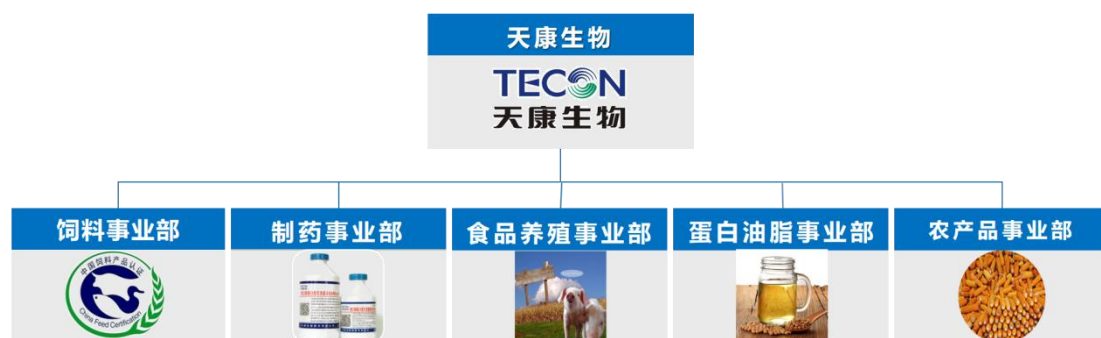 天康生物
TECON
天康生物
饲料事业部
制药事业部
食品养殖事业部
蛋白油脂事业部
农产品事业部
中国饲料产品认证
China Feed Certification